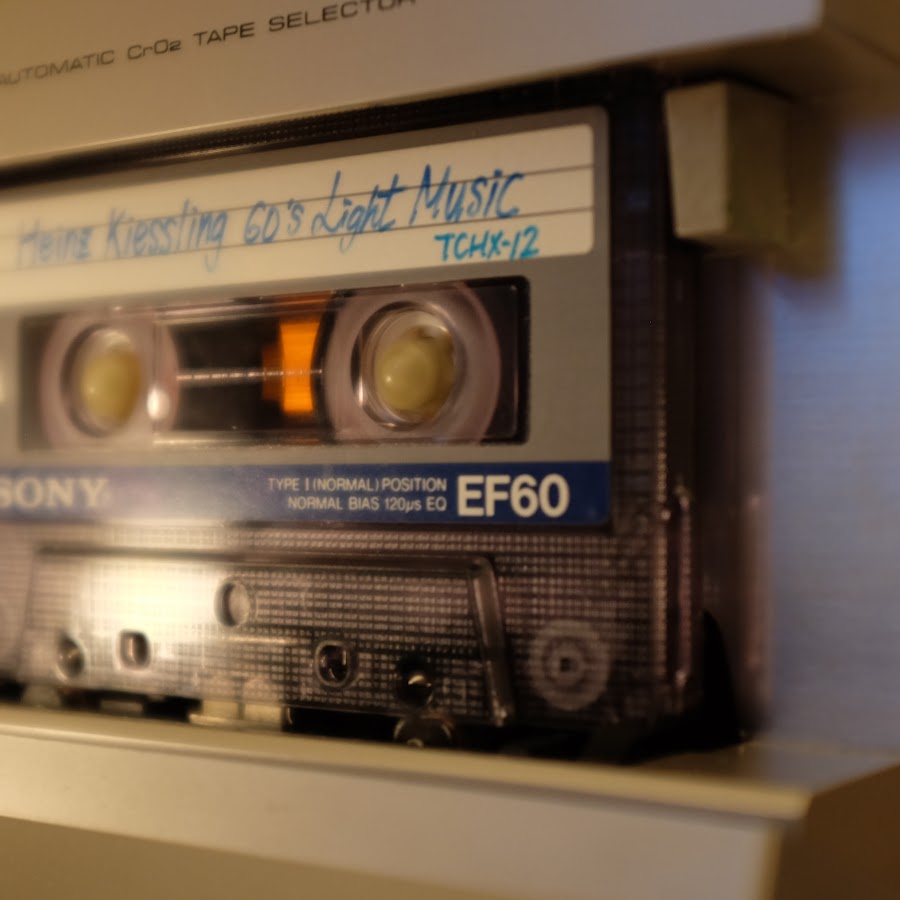 AUTOMATIC CrO₂ TAPE SELECTOR
Heinz Kiessling 60's Light Music
TCHX-12
SONY
TYPE I (NORMAL) POSITION
NORMAL BIAS 120μs EQ
EF60